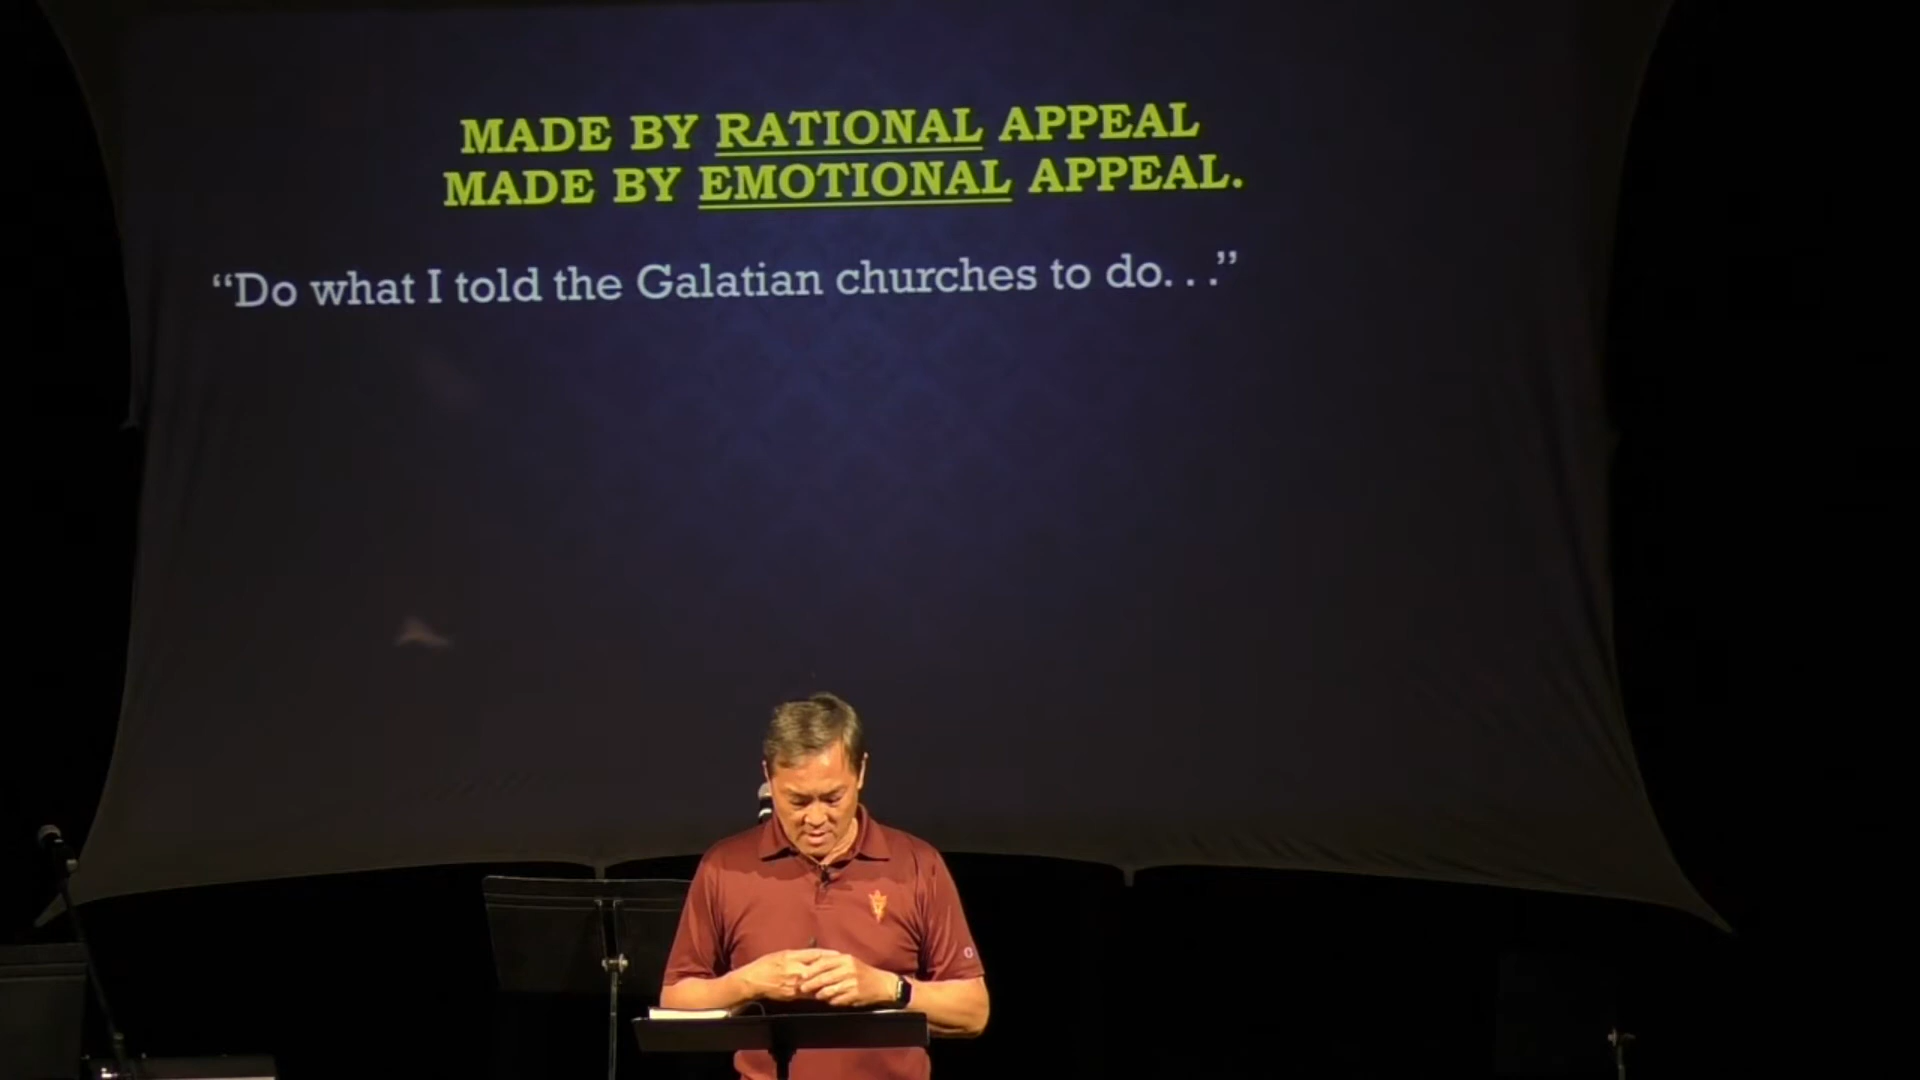 MADE BY RATIONAL APPEAL
MADE BY EMOTIONAL APPEAL.
“Do what I told the Galatian churches to do. . .”